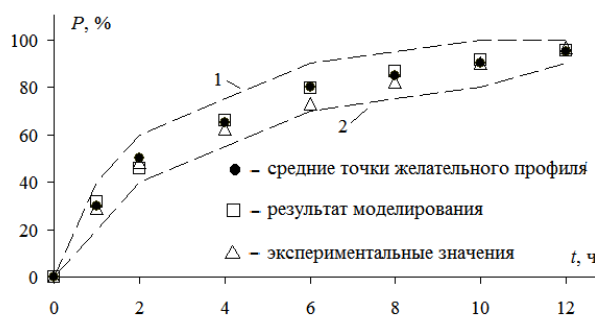 P, %
100
80
60
40
20
0
1
2
– средние точки желательного профиля
– результат моделирования
– экспериментальные значения
t, ч
0 2 4 6 8 10 12